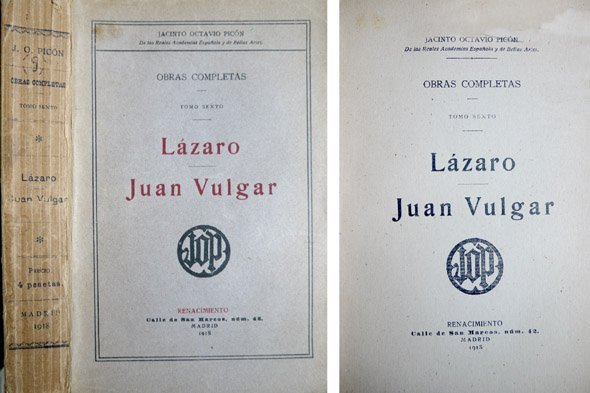 J. O. PICÓN
OBRAS COMPLETAS
TOMO SEXTO
*
Lázaro
Juan Vulgar
*
PRECIO
4 pesetas.
MADRID
1918
JACINTO OCTAVIO PICÓN
De las Reales Academias Española y de Bellas Artes.
OBRAS COMPLETAS
TOMO SEXTO
Lázaro
Juan Vulgar
JOP
RENACIMIENTO
Calle de San Marcos, núm. 42.
MADRID
1918
JACINTO OCTAVIO PICÓN
De las Reales Academias Española y de Bellas Artes.
OBRAS COMPLETAS
TOMO SEXTO
Lázaro
Juan Vulgar
JOP
RENACIMIENTO
Calle de San Marcos, núm. 42.
MADRID
1918